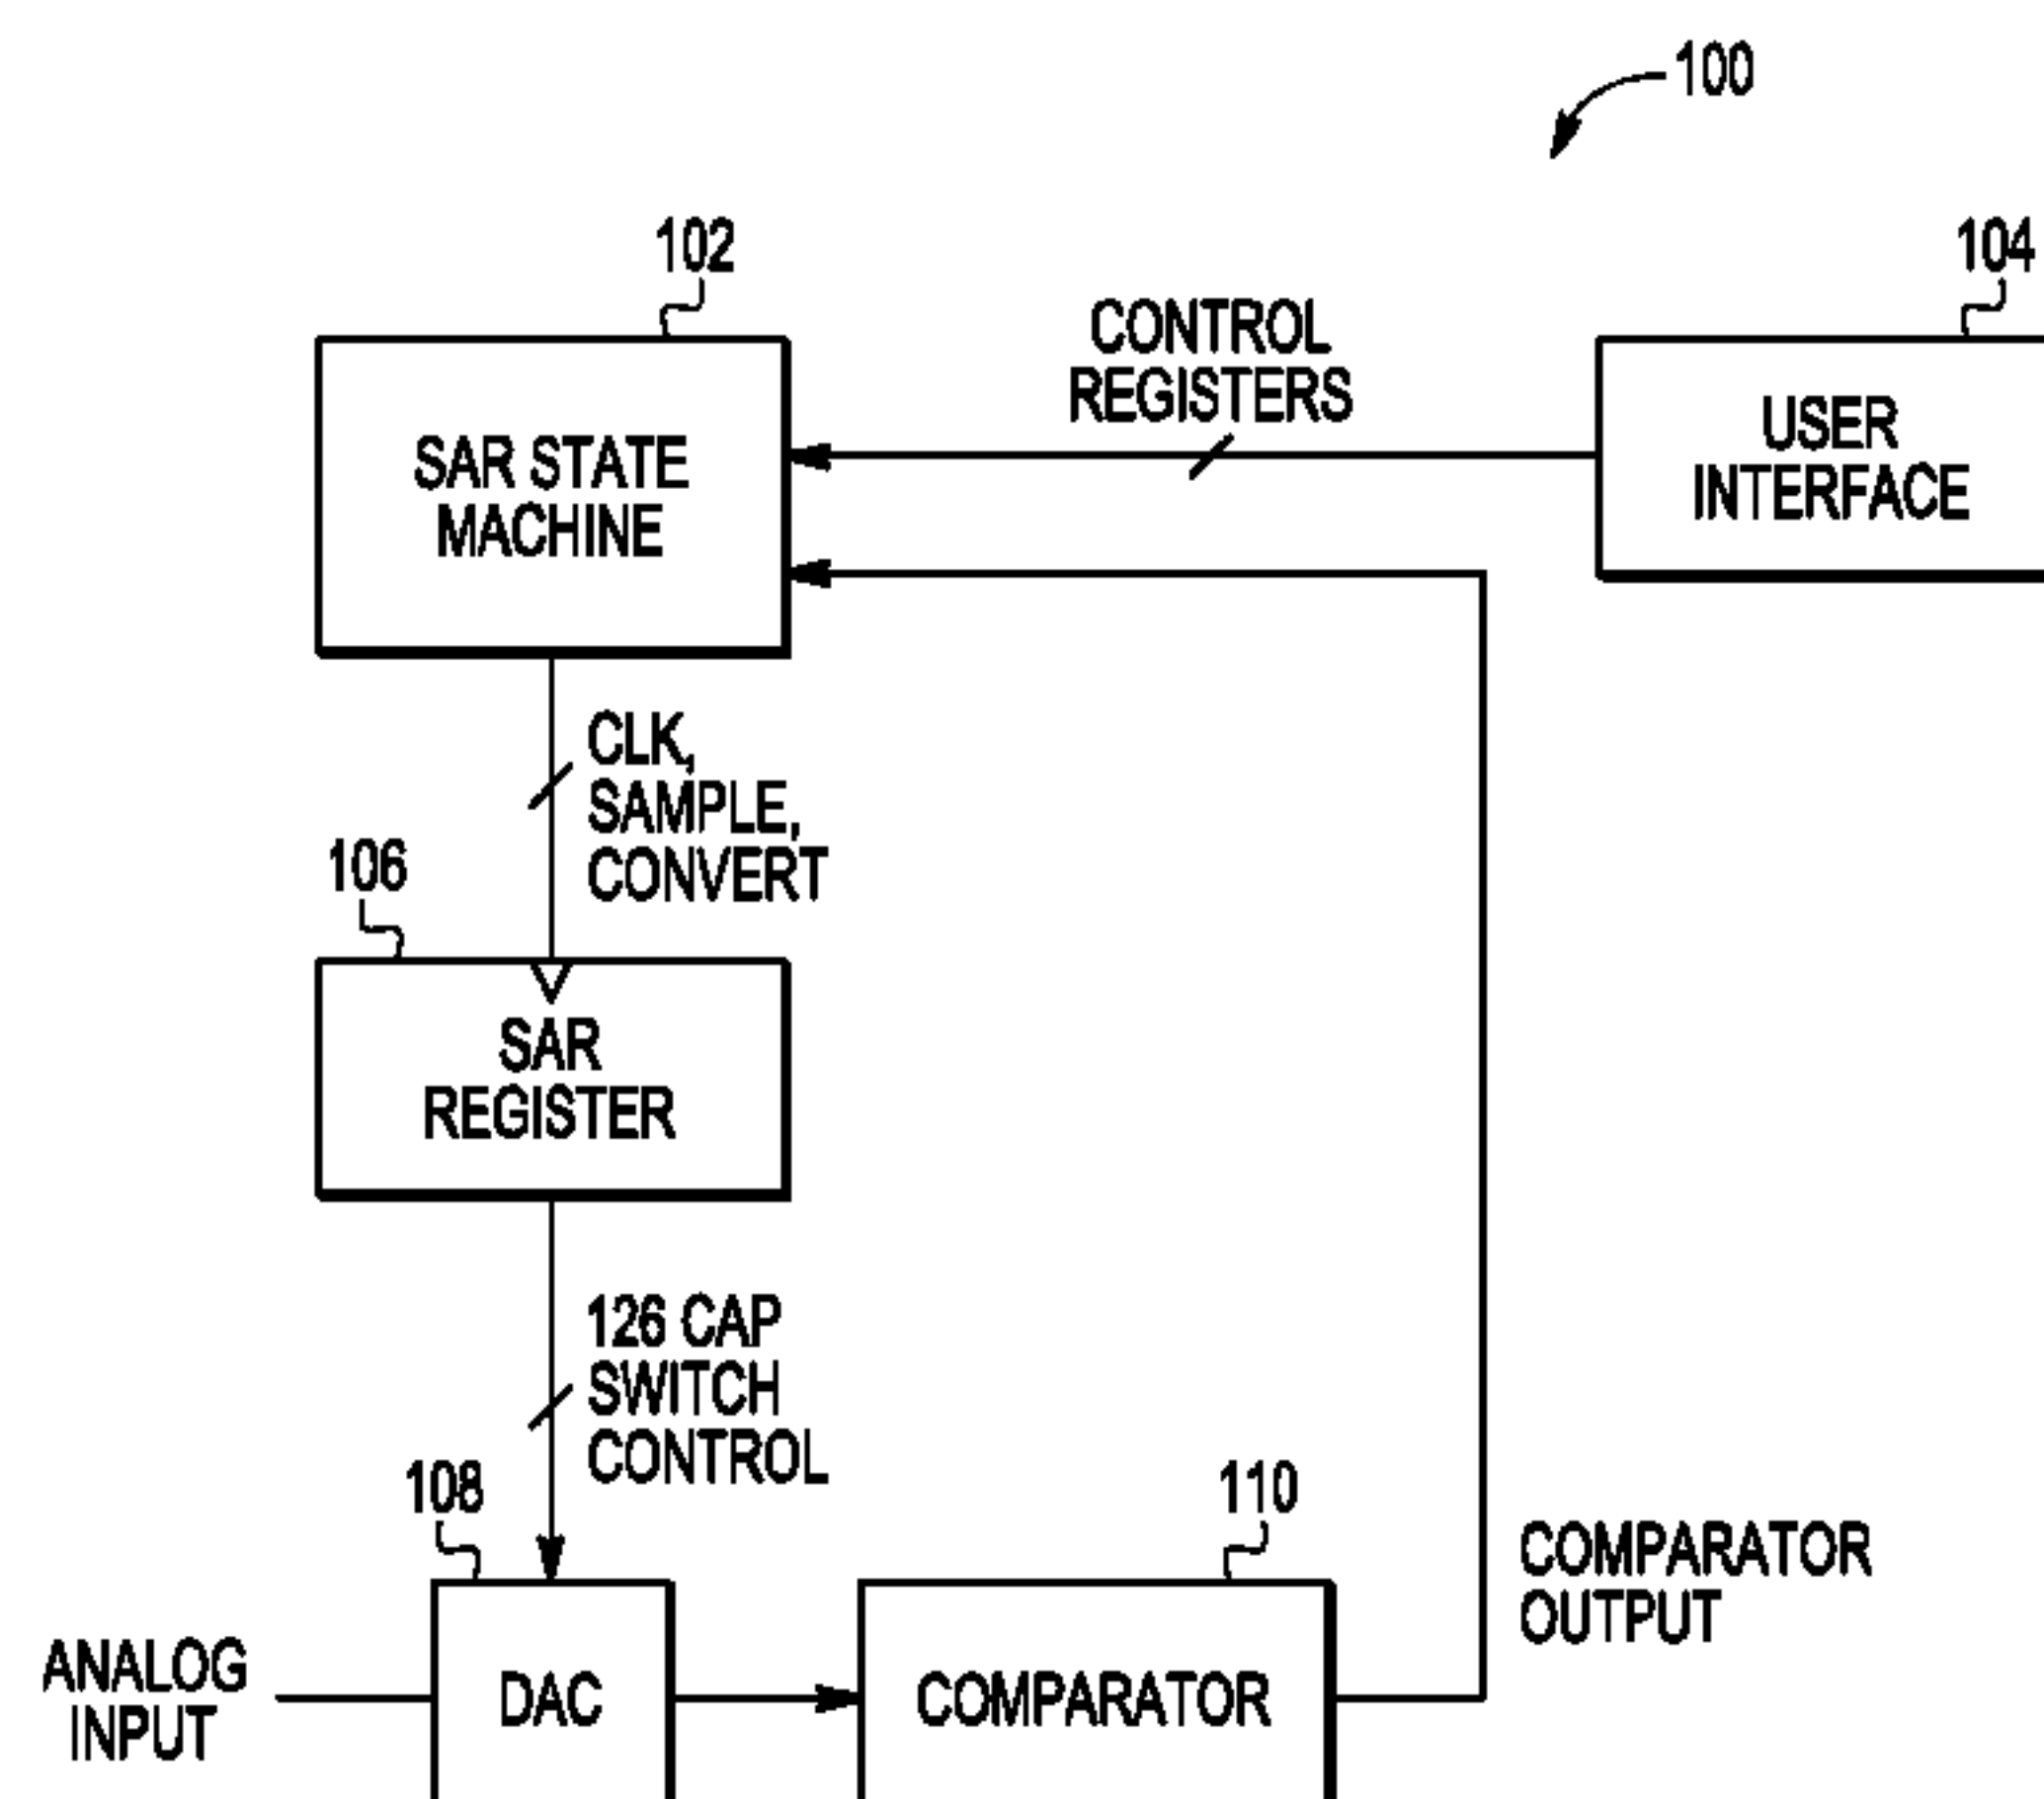 100
102
104
CONTROL
REGISTERS
SAR STATE
MACHINE
USER
INTERFACE
CLK,
SAMPLE,
CONVERT
106
SAR
REGISTER
126 CAP
SWITCH
CONTROL
108
110
COMPARATOR
OUTPUT
ANALOG
INPUT
DAC
COMPARATOR